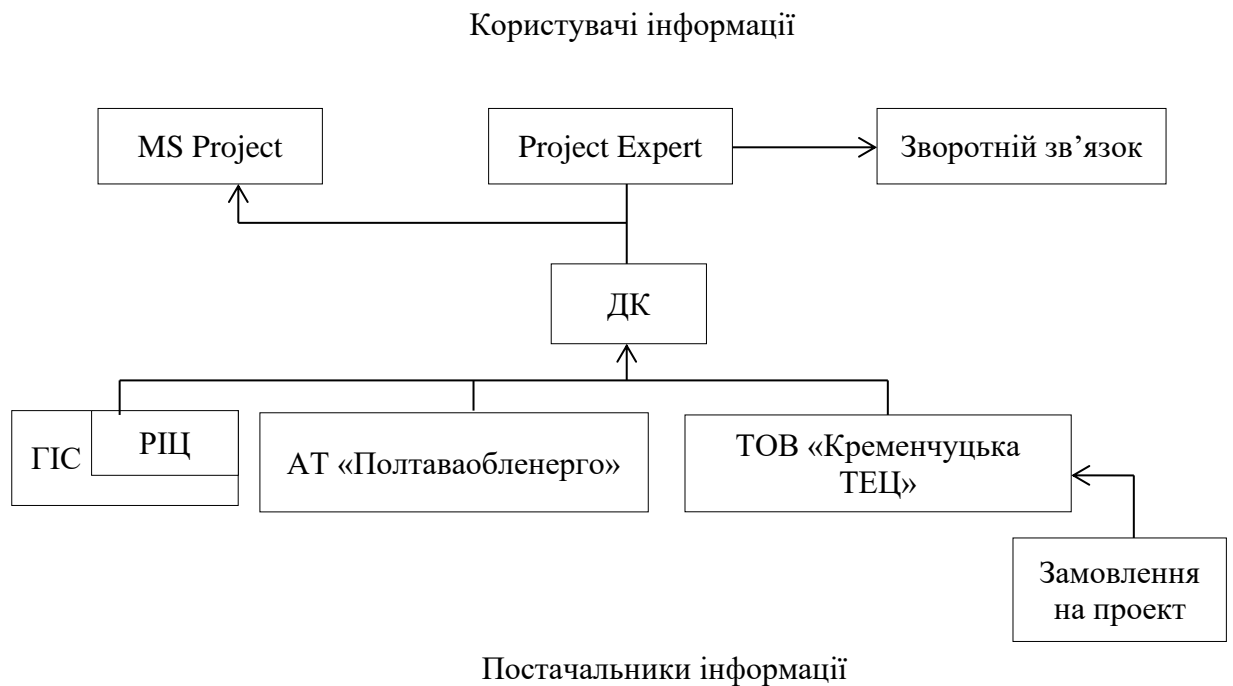 Користувачі інформації
MS Project
Project Expert
Зворотній зв’язок
ДК
ГІС
РІЦ
АТ «Полтаваобленерго»
ТОВ «Кременчуцька
ТЕЦ»
Замовлення
на проект
Постачальники інформації